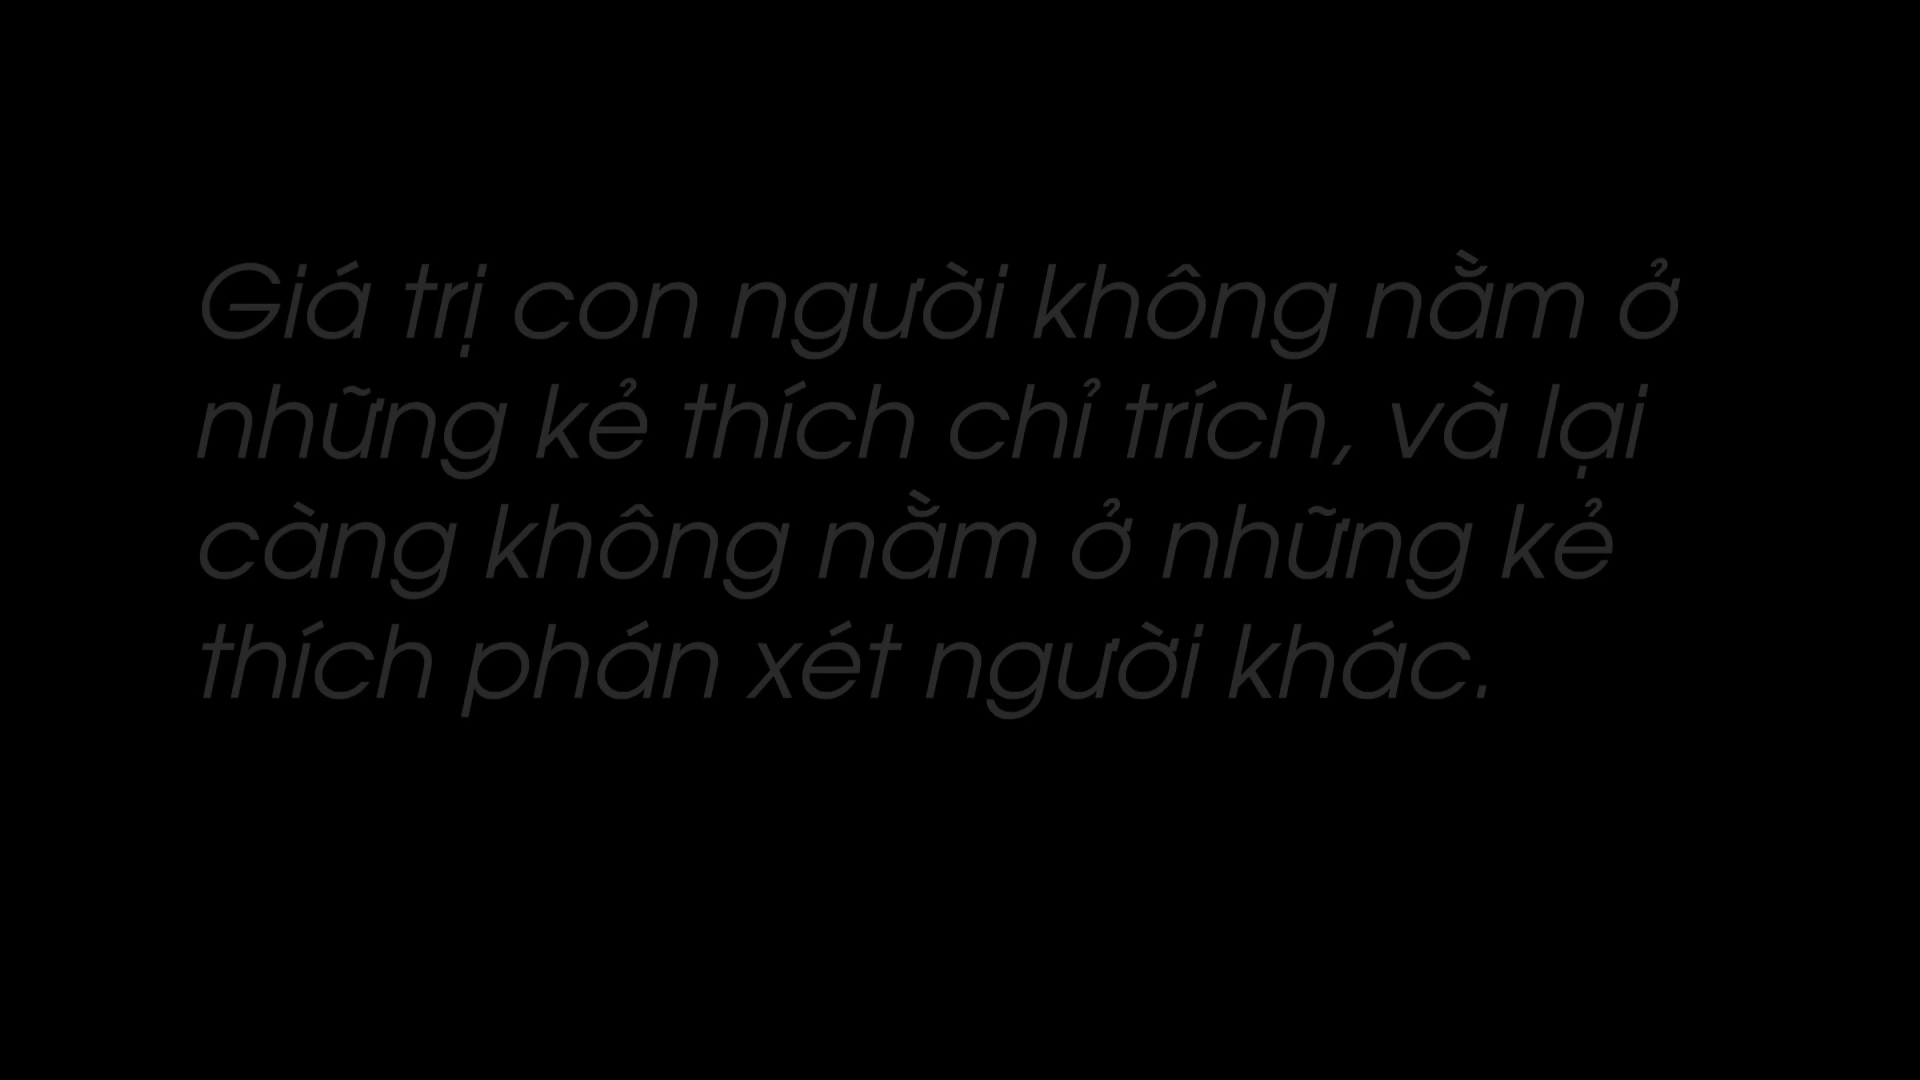 Giá trị con người không nằm ở
những kẻ thích chỉ trích, và lại
càng không nằm ở những kẻ
thích phán xét người khác.